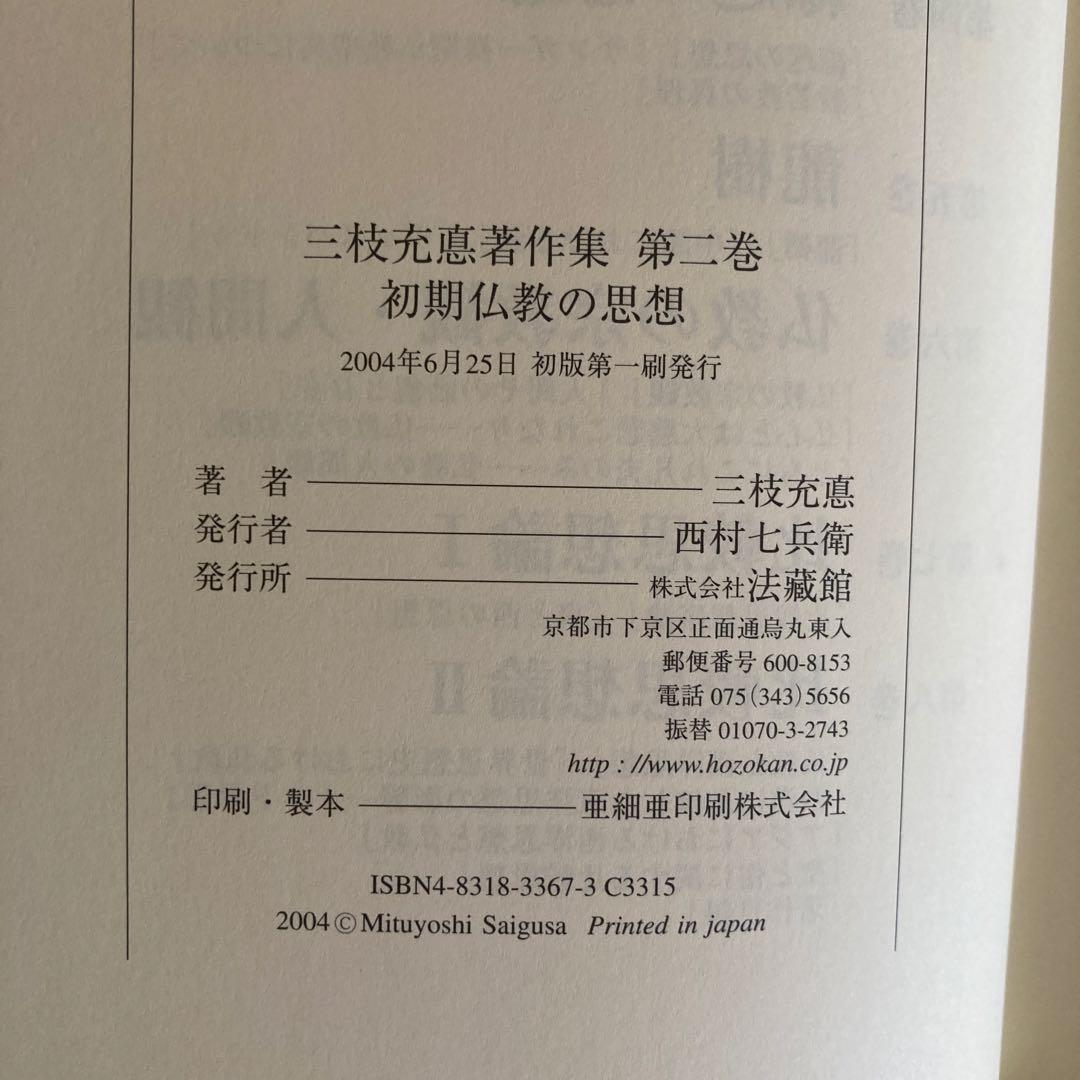 三枝充悳著作集 第二巻
初期仏教の思想
2004年6月25日 初版第一刷発行
著 者 三枝充悳
発行者 西村七兵衛
発行所 株式会社法藏館
京都市下京区正面通烏丸東入
郵便番号 600-8153
電話 075(343)5656
振替 01070-3-2743
http : //www.hozokan.co.jp
印刷・製本 亜細亜印刷株式会社
ISBN4-8318-3367-3 C3315
2004 © Mituyoshi Saigusa Printed in japan